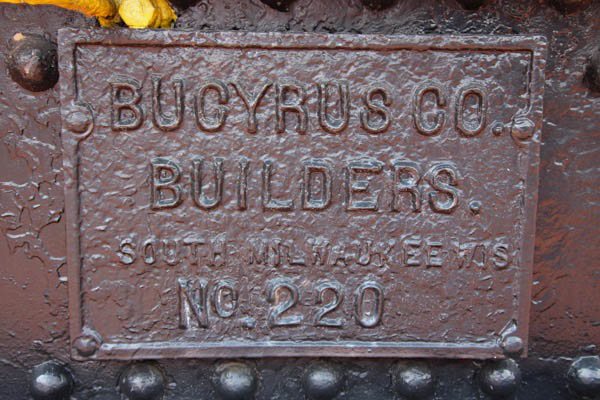 BUCYRUS CO.
BUILDERS.
SOUTH MILWAUKEE WIS
NO. 220